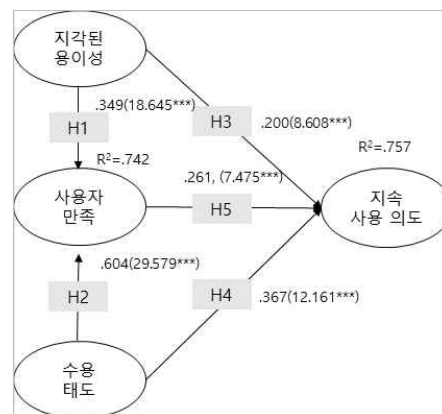 지각된
용이성
.349(18.645***)
H1
H3
.200(8.608***)
R²=.742
R²=.757
.261, (7.475***)
사용자
만족
H5
지속
사용 의도
.604(29.579***)
H2
H4
.367(12.161***)
수용
태도